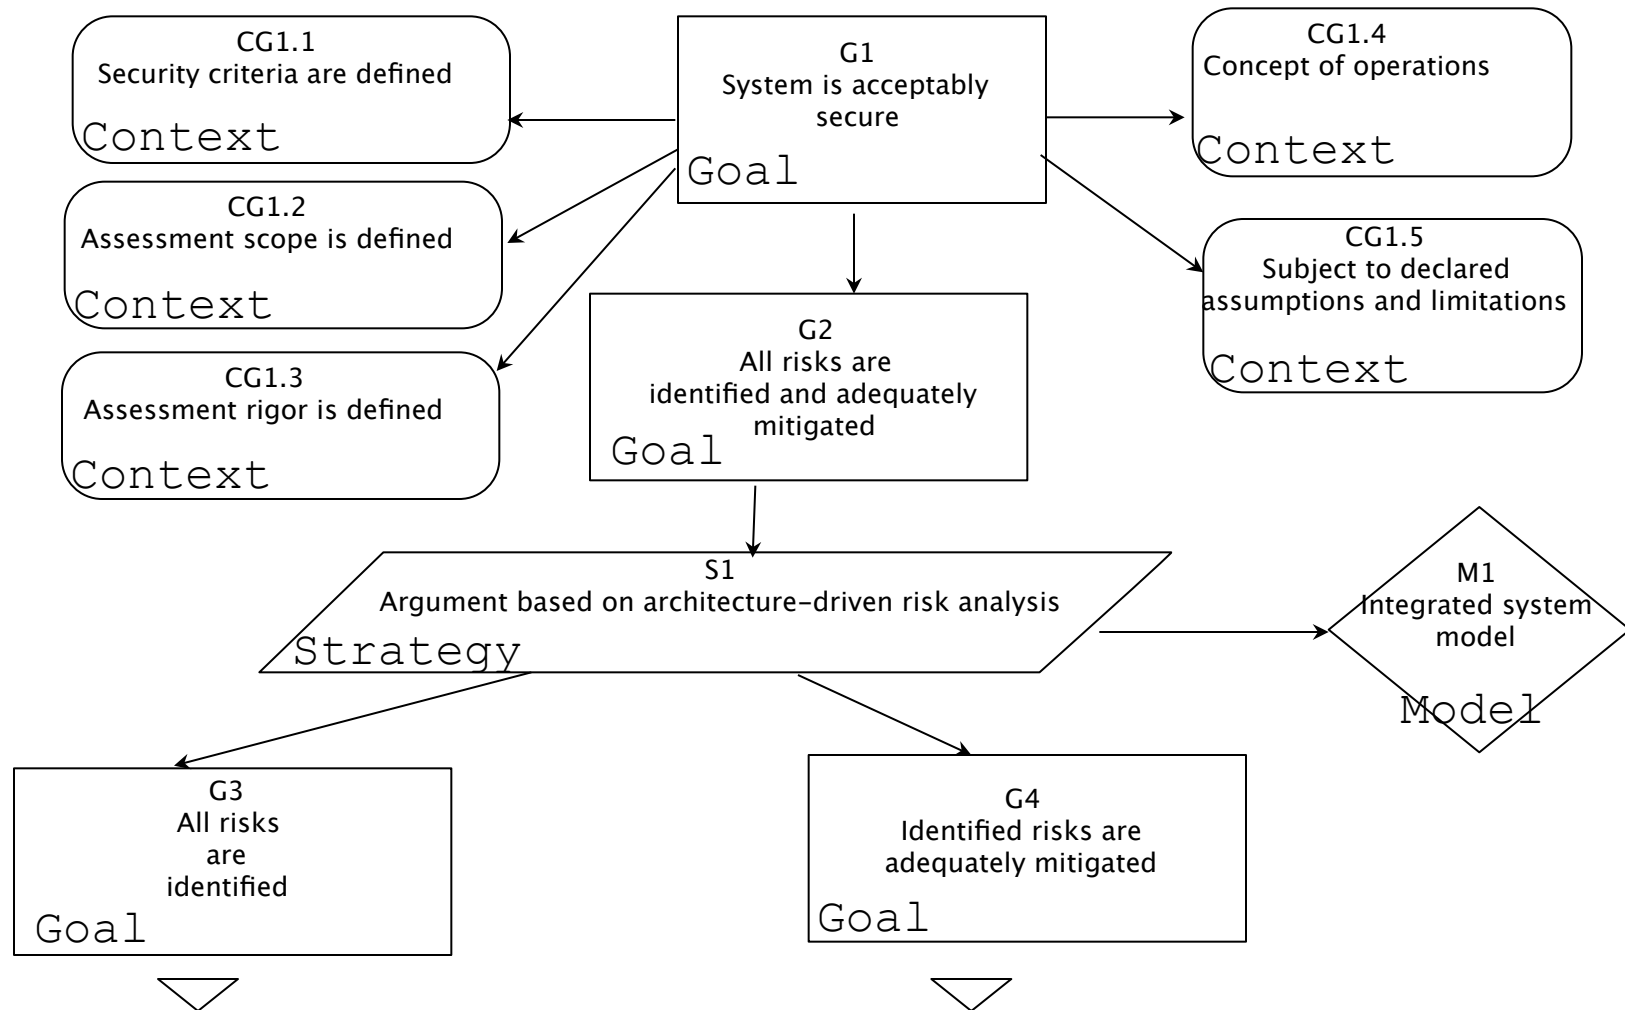 CG1.1
Security criteria are defined
Context
G1
System is acceptably
secure
Goal
CG1.4
Concept of operations
Context
CG1.2
Assessment scope is defined
Context
CG1.5
Subject to declared
assumptions and limitations
Context
G2
All risks are
identified and adequately
mitigated
Goal
CG1.3
Assessment rigor is defined
Context
S1
Argument based on architecture-driven risk analysis
Strategy
M1
Integrated system
model
Model
G3
All risks
are
identified
Goal
G4
Identified risks are
adequately mitigated
Goal